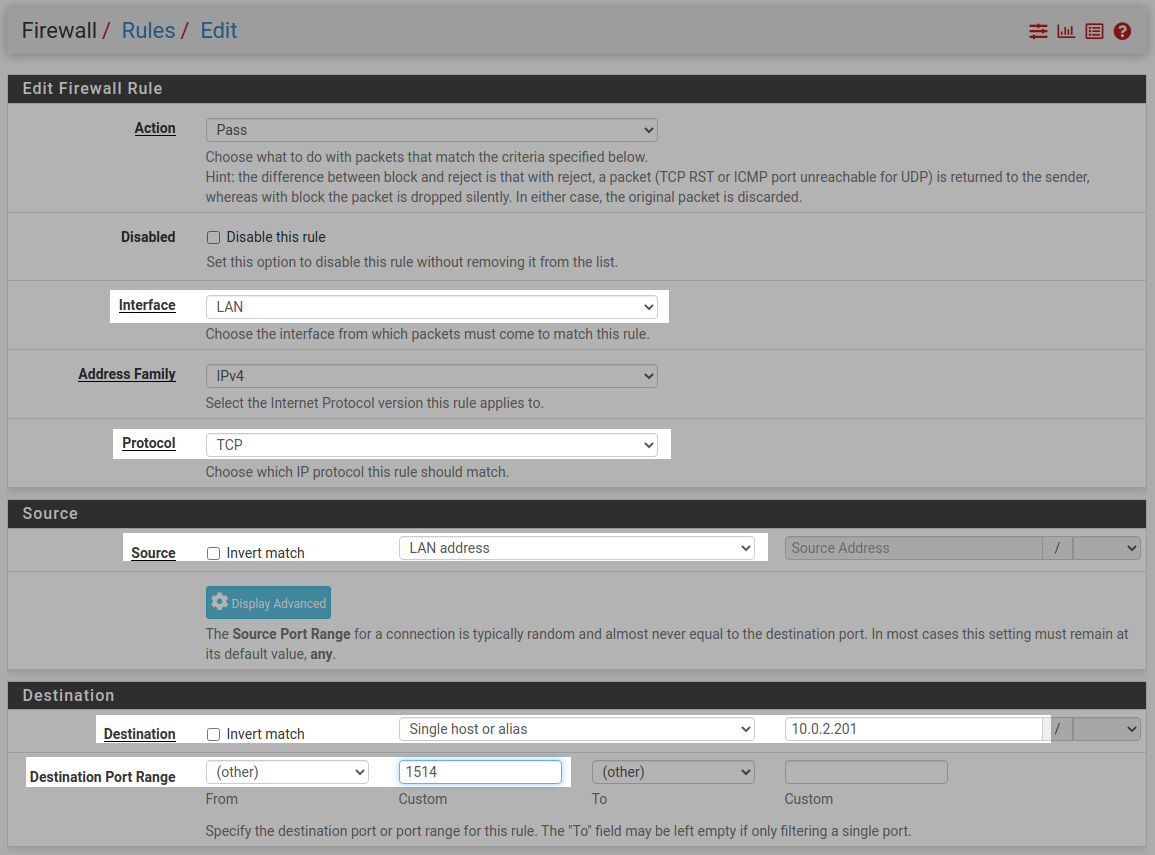 Firewall / Rules / Edit
Edit Firewall Rule
Action Pass
Choose what to do with packets that match the criteria specified below.
Hint: the difference between block and reject is that with reject, a packet (TCP RST or ICMP port unreachable for UDP) is returned to the sender,
whereas with block the packet is dropped silently. In either case, the original packet is discarded.
Disabled Disable this rule
Set this option to disable this rule without removing it from the list.
Interface LAN
Choose the interface from which packets must come to match this rule.
Address Family IPv4
Select the Internet Protocol version this rule applies to.
Protocol TCP
Choose which IP protocol this rule should match.
Source
Source Invert match LAN address Source Address /
Display Advanced
The Source Port Range for a connection is typically random and almost never equal to the destination port. In most cases this setting must remain at
its default value, any.
Destination
Destination Invert match Single host or alias 10.0.2.201 /
Destination Port Range (other) 1514 (other)
From Custom To Custom
Specify the destination port or port range for this rule. The "To" field may be left empty if only filtering a single port.